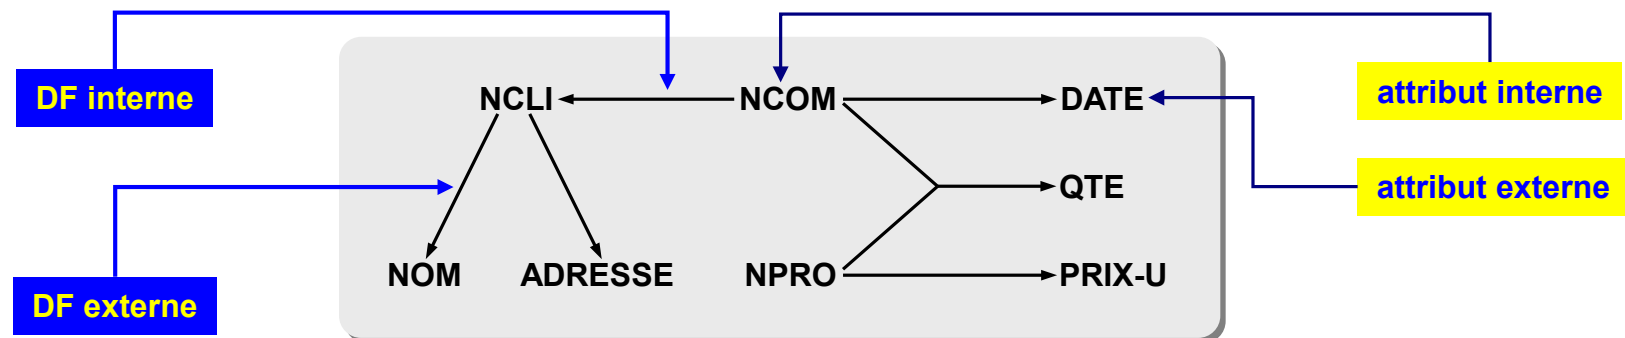 DF interne
NCLI
NCOM
DATE
attribut interne
QTE
attribut externe
DF externe
NOM
ADRESSE
NPRO
PRIX-U